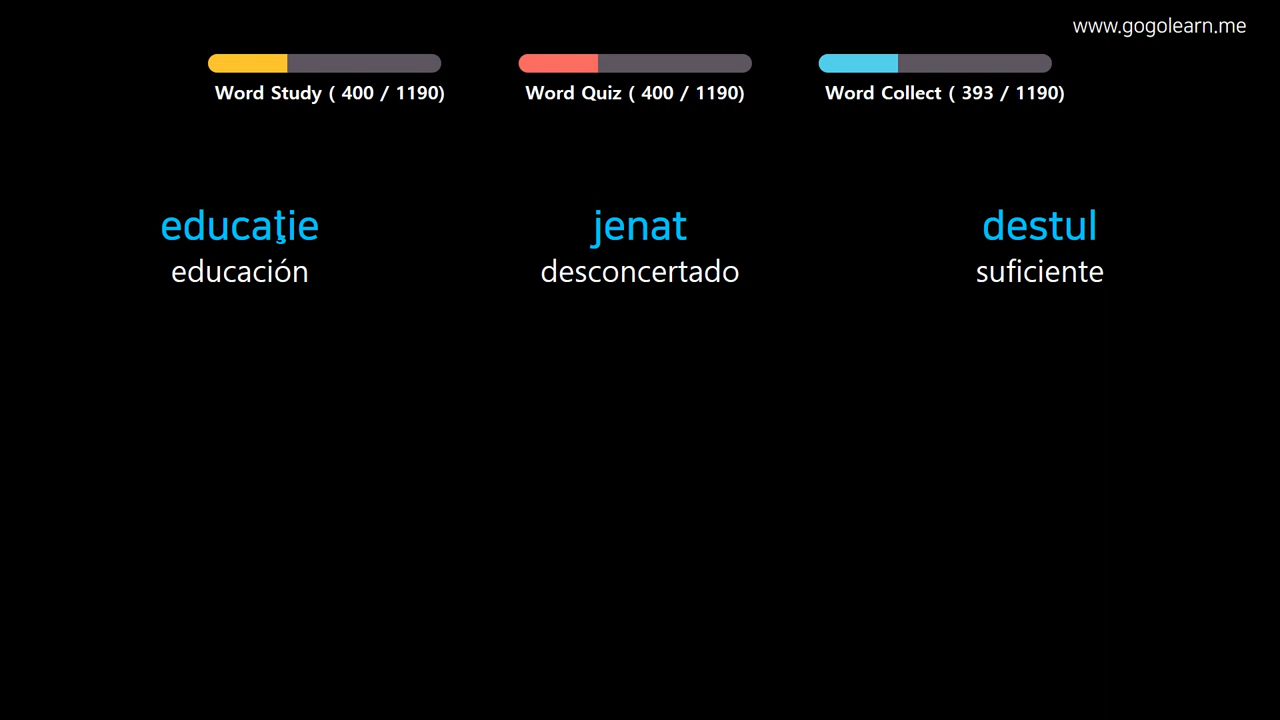 www.gogolearn.me
Word Study ( 400 / 1190)
Word Quiz ( 400 / 1190)
Word Collect ( 393 / 1190)
educaţie
jenat
destul
educación
desconcertado
suficiente